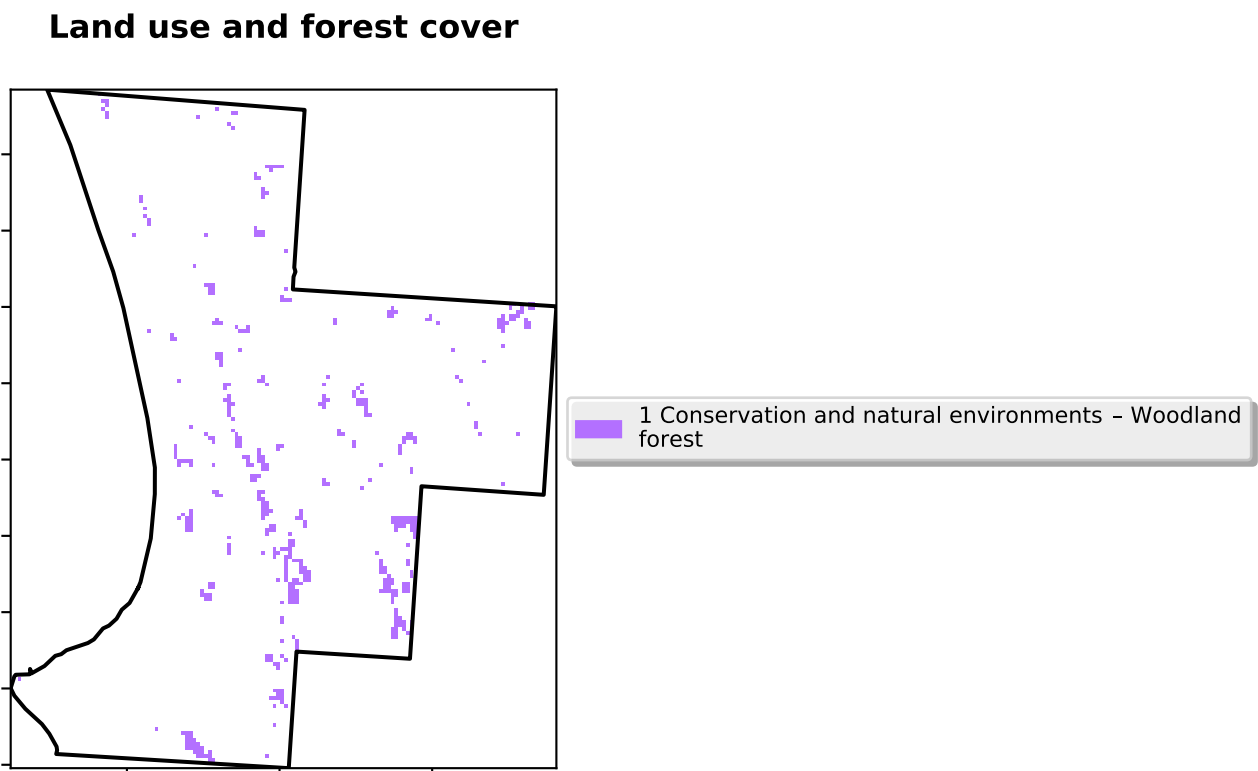 Land use and forest cover
1 Conservation and natural environments – Woodland
forest